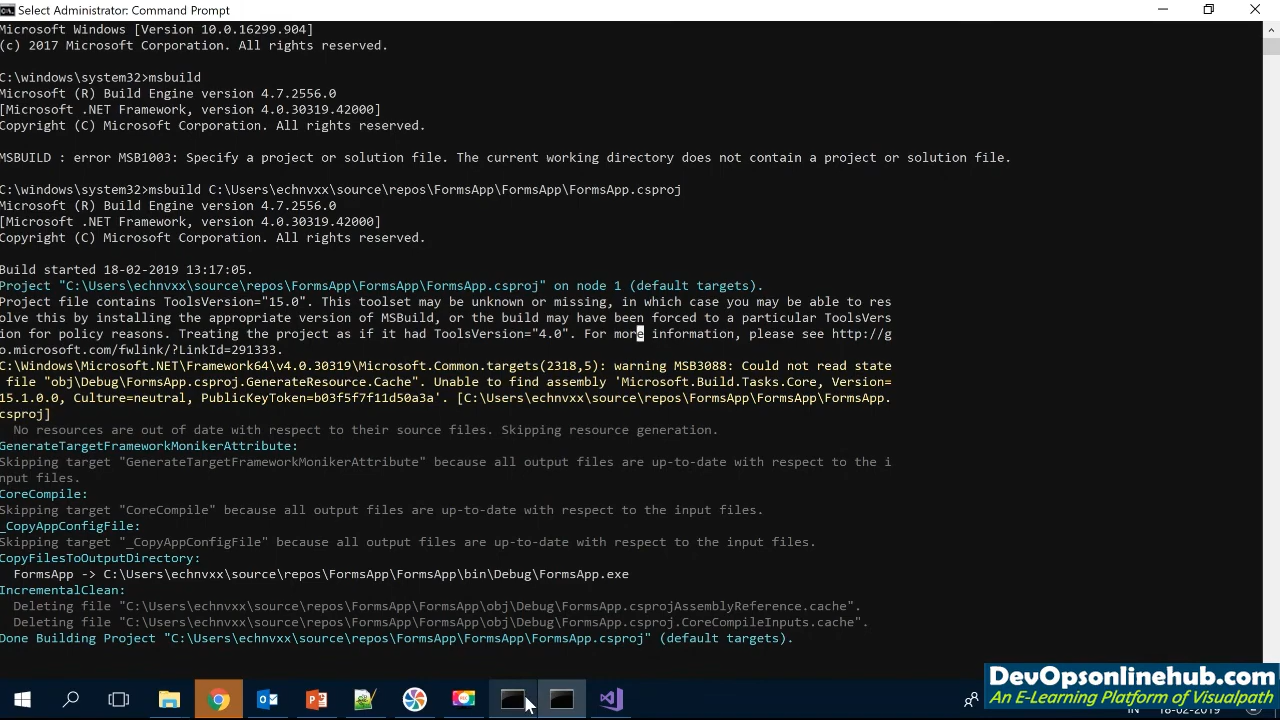 Select Administrator: Command Prompt
Microsoft Windows [Version 10.0.16299.904]
(c) 2017 Microsoft Corporation. All rights reserved.
C:\windows\system32>msbuild
Microsoft (R) Build Engine version 4.7.2556.0
[Microsoft .NET Framework, version 4.0.30319.42000]
Copyright (C) Microsoft Corporation. All rights reserved.
MSBUILD : error MSB1003: Specify a project or solution file. The current working directory does not contain a project or solution file.
C:\windows\system32>msbuild C:\Users\echnvxx\source\repos\FormsApp\FormsApp\FormsApp.csproj
Microsoft (R) Build Engine version 4.7.2556.0
[Microsoft .NET Framework, version 4.0.30319.42000]
Copyright (C) Microsoft Corporation. All rights reserved.
Build started 18-02-2019 13:17:05.
Project "C:\Users\echnvxx\source\repos\FormsApp\FormsApp\FormsApp.csproj" on node 1 (default targets).
Project file contains ToolsVersion="15.0". This toolset may be unknown or missing, in which case you may be able to res
olve this by installing the appropriate version of MSBuild, or the build may have been forced to a particular ToolsVers
ion for policy reasons. Treating the project as if it had ToolsVersion="4.0". For more information, please see http://g
o.microsoft.com/fwlink/?LinkId=291333.
C:\Windows\Microsoft.NET\Framework64\v4.0.30319\Microsoft.Common.targets(2318,5): warning MSB3088: Could not read state
file "obj\Debug\FormsApp.csproj.GenerateResource.Cache". Unable to find assembly 'Microsoft.Build.Tasks.Core, Version=
15.1.0.0, Culture=neutral, PublicKeyToken=b03f5f7f11d50a3a'. [C:\Users\echnvxx\source\repos\FormsApp\FormsApp\FormsApp.
csproj]
No resources are out of date with respect to their source files. Skipping resource generation.
GenerateTargetFrameworkMonikerAttribute:
Skipping target "GenerateTargetFrameworkMonikerAttribute" because all output files are up-to-date with respect to the i
nput files.
CoreCompile:
Skipping target "CoreCompile" because all output files are up-to-date with respect to the input files.
_CopyAppConfigFile:
Skipping target "_CopyAppConfigFile" because all output files are up-to-date with respect to the input files.
CopyFilesToOutputDirectory:
FormsApp -> C:\Users\echnvxx\source\repos\FormsApp\FormsApp\bin\Debug\FormsApp.exe
IncrementalClean:
Deleting file "C:\Users\echnvxx\source\repos\FormsApp\FormsApp\obj\Debug\FormsApp.csprojAssemblyReference.cache".
Deleting file "C:\Users\echnvxx\source\repos\FormsApp\FormsApp\obj\Debug\FormsApp.csproj.CoreCompileInputs.cache".
Done Building Project "C:\Users\echnvxx\source\repos\FormsApp\FormsApp\FormsApp.csproj" (default targets).
DevOpsonlinehub.com
An E-Learning Platform of Visualpath
IN 18-02-2019